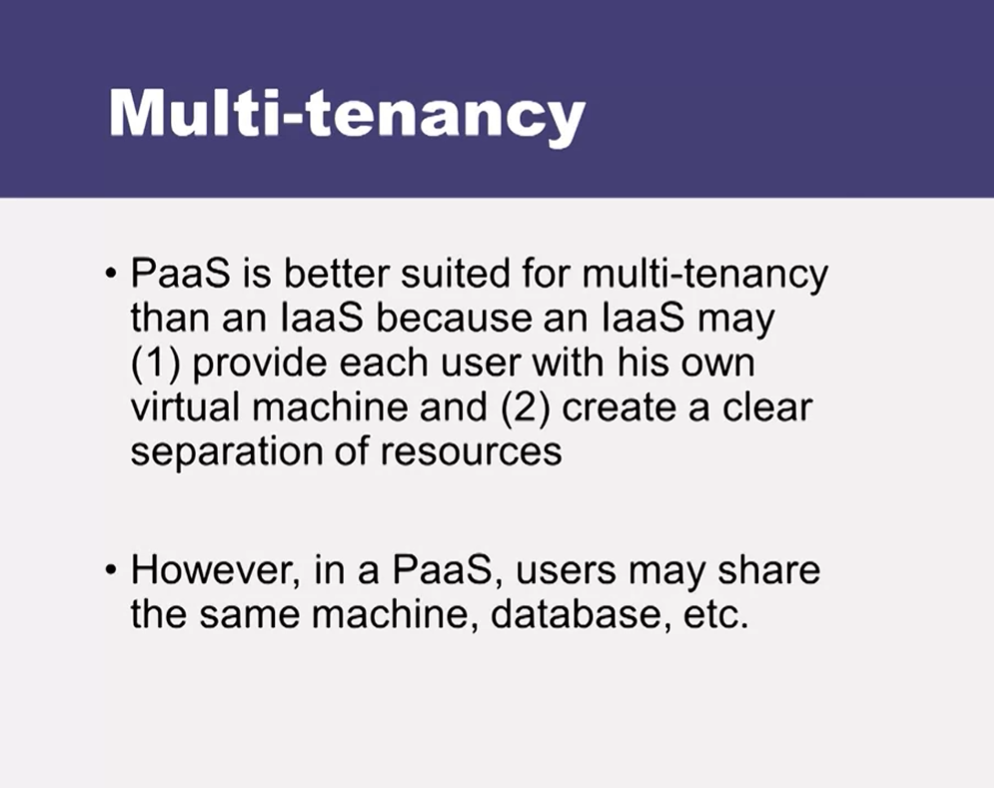 Multi-tenancy
• PaaS is better suited for multi-tenancy
than an IaaS because an IaaS may
(1) provide each user with his own
virtual machine and (2) create a clear
separation of resources
• However, in a PaaS, users may share
the same machine, database, etc.